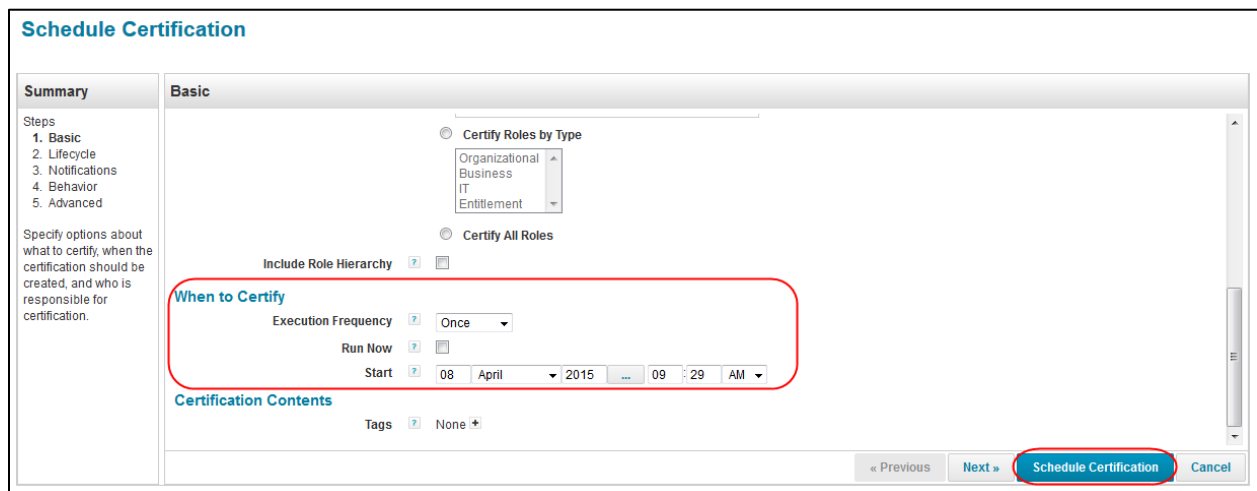 Schedule Certification
Summary
Steps
1. Basic
2. Lifecycle
3. Notifications
4. Behavior
5. Advanced
Specify options about
what to certify, when the
certification should be
created, and who is
responsible for
certification.
Basic
Certify Roles by Type
Organizational
Business
IT
Entitlement
Certify All Roles
Include Role Hierarchy ?
When to Certify
Execution Frequency ? Once
Run Now ?
Start ? 08 April 2015 ... 09 : 29 AM
Certification Contents
Tags ? None +
« Previous Next » Schedule Certification Cancel